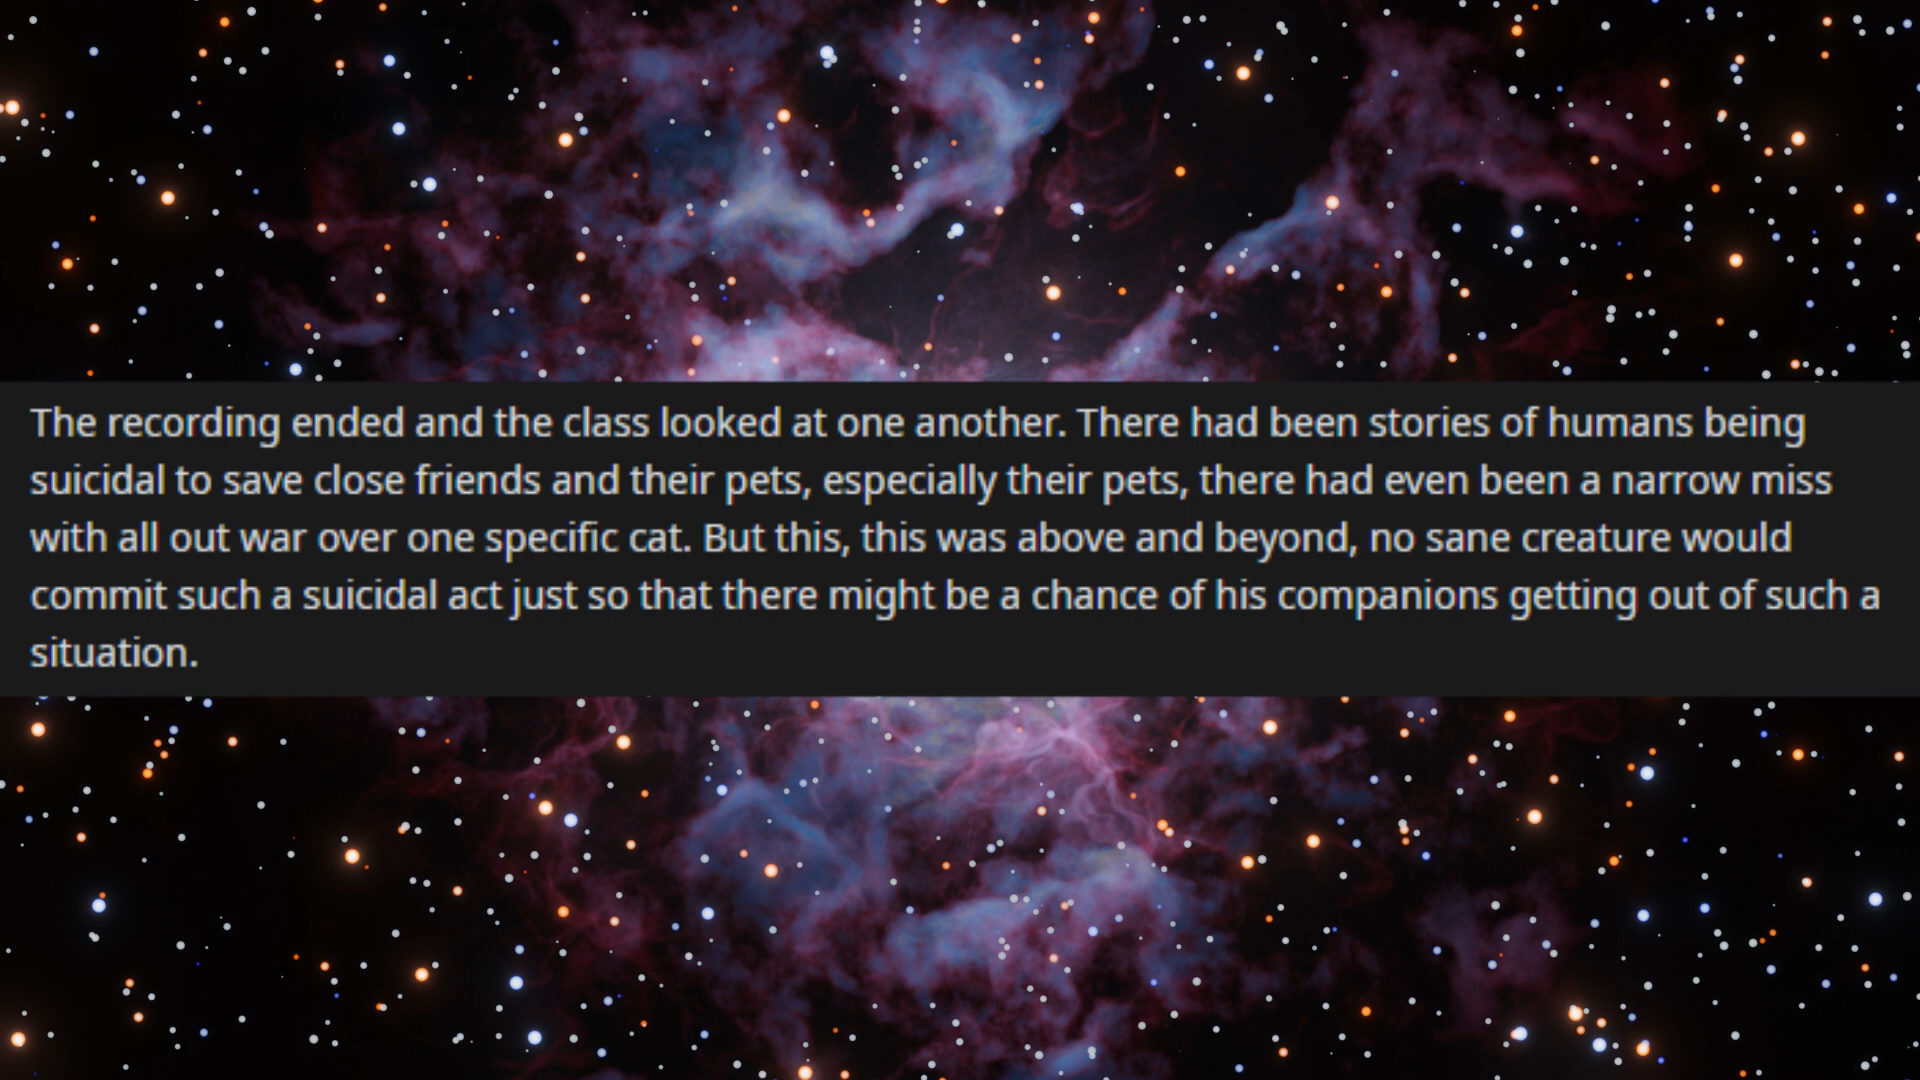 The recording ended and the class looked at one another. There had been stories of humans being
suicidal to save close friends and their pets, especially their pets, there had even been a narrow miss
with all out war over one specific cat. But this, this was above and beyond, no sane creature would
commit such a suicidal act just so that there might be a chance of his companions getting out of such a
situation.